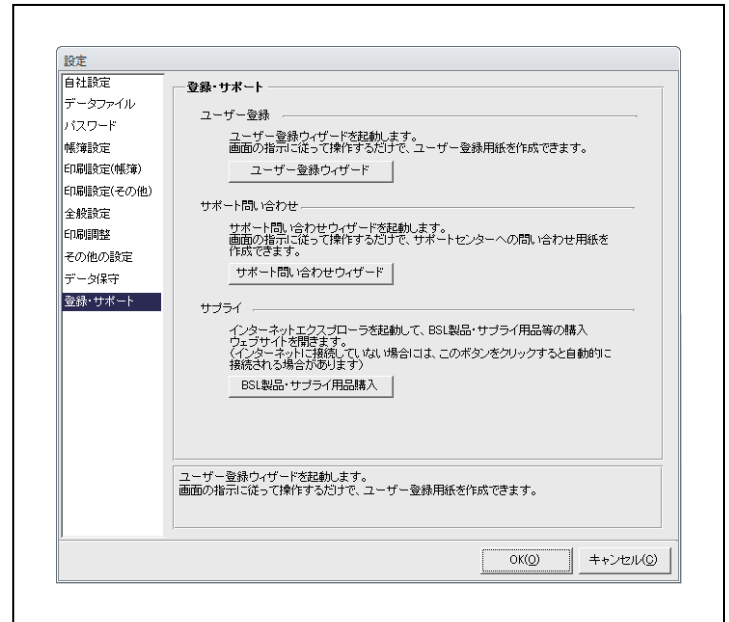 設定
自社設定
データファイル
パスワード
帳簿設定
印刷設定(帳簿)
印刷設定(その他)
全般設定
印刷調整
その他の設定
データ保守
登録・サポート
登録・サポート
ユーザー登録
ユーザー登録ウィザードを起動します。
画面の指示に従って操作するだけで、ユーザー登録用紙を作成できます。
ユーザー登録ウィザード
サポート問い合わせ
サポート問い合わせウィザードを起動します。
画面の指示に従って操作するだけで、サポートセンターへの問い合わせ用紙を
作成できます。
サポート問い合わせウィザード
サプライ
インターネットエクスプローラを起動して、BSL製品・サプライ用品等の購入
ウェブサイトを開きます。
(インターネットに接続していない場合には、このボタンをクリックすると自動的に
接続される場合があります)
BSL製品・サプライ用品購入
ユーザー登録ウィザードを起動します。
画面の指示に従って操作するだけで、ユーザー登録用紙を作成できます。
OK(O)
キャンセル(C)